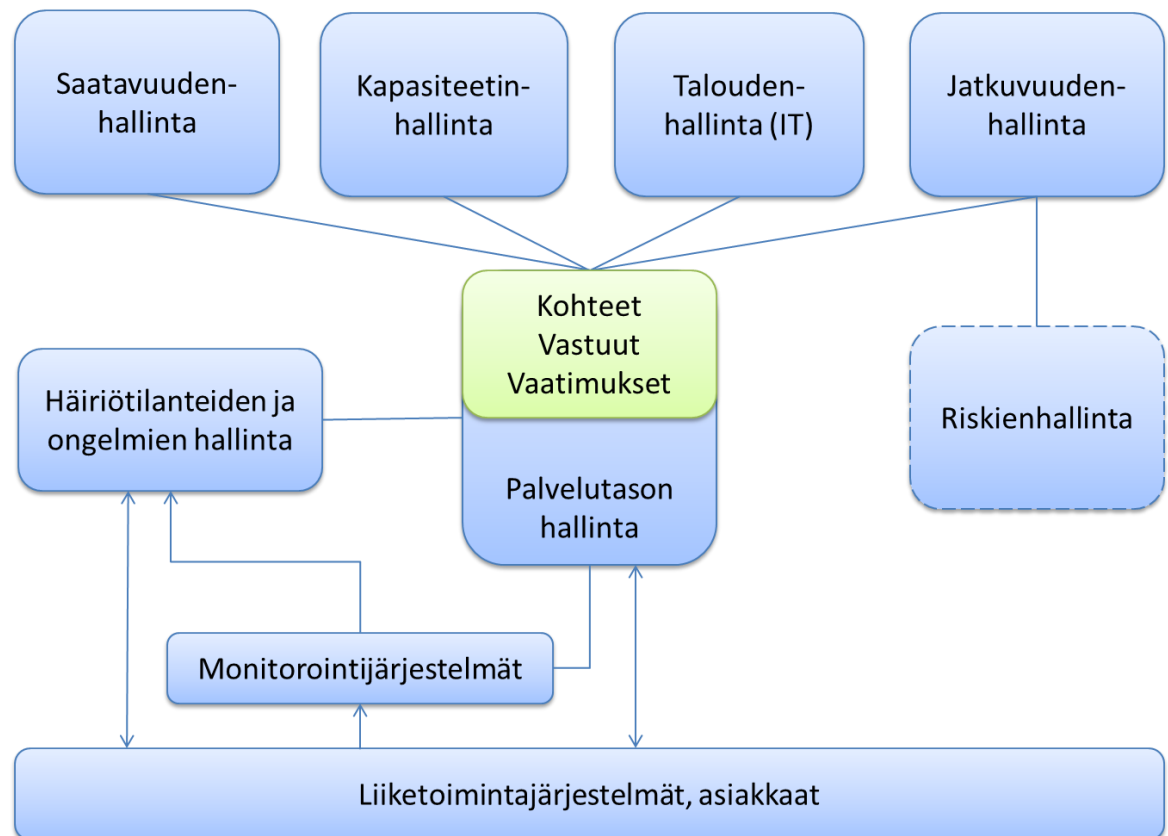 Saatavuuden-
hallinta
Kapasiteetin-
hallinta
Talouden-
hallinta (IT)
Jatkuvuuden-
hallinta
Kohteet
Vastuut
Vaatimukset
Häiriötilanteiden ja
ongelmien hallinta
Riskienhallinta
Palvelutason
hallinta
Monitorointijärjestelmät
Liiketoimintajärjestelmät, asiakkaat